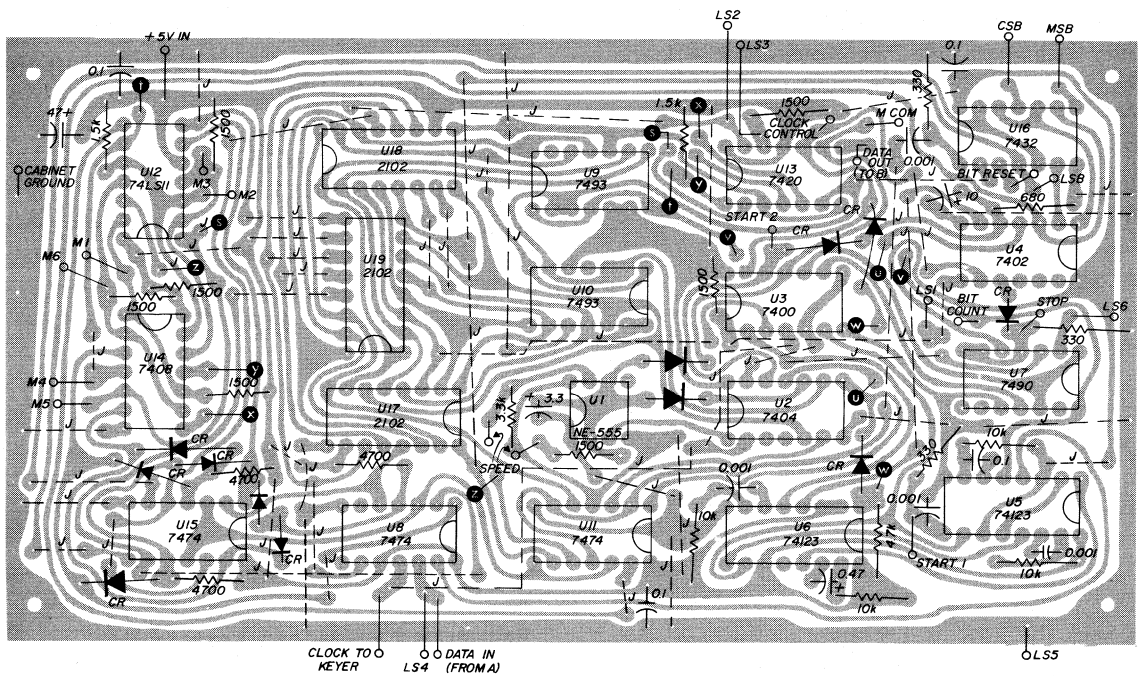 LS2
CSB
MSB
+5V IN
LS3
0.1
0.1
J
t
330
J
47+
1.5k
1500
J
1.5k
x
J
1500
CLOCK
CONTROL
M COM
U12
74LS11
U18
2102
s
U9
7493
U13
7420
DATA
OUT
(TO B)
0.001
U16
7432
CABINET
GROUND
M3
M2
y
BIT RESET
LSB
J
s
t
START 2
CR
+10
680
J
M1
M6
J
z
U19
2102
v
CR
U4
7402
1500
1500
U10
7493
1500
U3
7400
u
v
LS1
BIT
COUNT
CR
STOP
LS6
330
U14
7408
w
J
M4
M5
y
1500
x
U17
2102
3.3k
+3.3
U1
NE-555
1500
U2
7404
u
U7
7490
CR
CR
CR
4700
4700
SPEED
z
0.001
CR
w
330
10k
0.1
J
U15
7474
U8
7474
U11
7474
10k
U6
74123
47k
0.001
U5
74123
START 1
0.001
10k
CR
CR
4700
0.1
0.47
10k
CLOCK TO
KEYER
LS4
DATA IN
(FROM A)
LS5